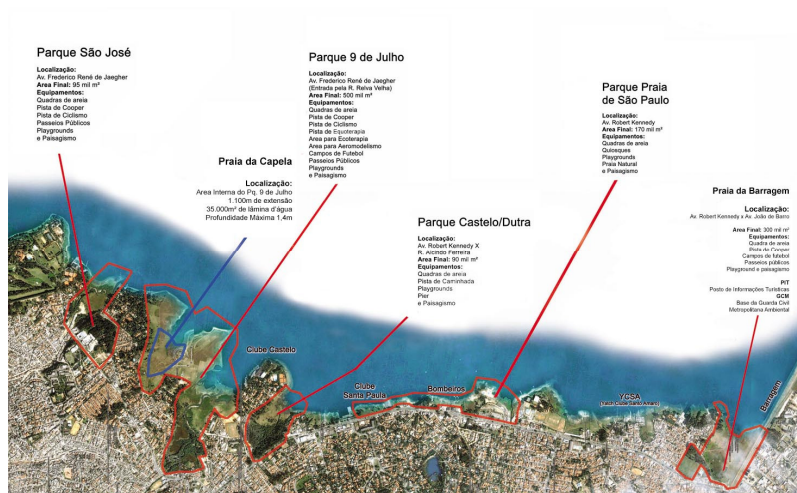 Parque São José
Localização:
Av. Frederico René de Jaegher
Area Final: 95 mil m²
Equipamentos:
Quadras de areia
Pista de Cooper
Pista de Ciclismo
Passeios Públicos
Playgrounds
e Paisagismo
Parque 9 de Julho
Localização:
Av. Frederico René de Jaegher
(Entrada pela R. Relva Velha)
Area Final: 500 mil m²
Equipamentos:
Quadras de areia
Pista de Cooper
Pista de Ciclismo
Pista de Equoterapia
Area para Ecoterapia
Area para Aeromodelismo
Campos de Futebol
Passeios Públicos
Playgrounds
e Paisagismo
Praia da Capela
Localização:
Area Interna do Pq. 9 de Julho
1.100m de extensão
35.000m² de lâmina d'água
Profundidade Máxima 1,4m
Parque Castelo/Dutra
Localização:
Av. Robert Kennedy X
R. Alcindo Ferreira
Area Final: 90 mil m²
Equipamentos:
Quadras de areia
Pista de Caminhada
Playgrounds
Pier
e Paisagismo
Parque Praia
de São Paulo
Localização:
Av. Robert Kennedy
Area Final: 170 mil m²
Equipamentos:
Quadras de areia
Quiosques
Playgrounds
Praia Natural
e Paisagismo
Praia da Barragem
Localização:
Av. Robert Kennedy x Av. João de Barro
Area Final: 300 mil m²
Equipamentos:
Quadra de areia
Pista de Cooper
Campos de futebol
Passeios públicos
Playground e paisagismo
PIT
Posto de Informações Turísticas
GCM
Base da Guarda Civil
Metropolitana Ambiental
Clube Castelo
Clube
Santa Paula
Bombeiros
YCSA
(Yatch Clube Santo Amaro)
Barragem